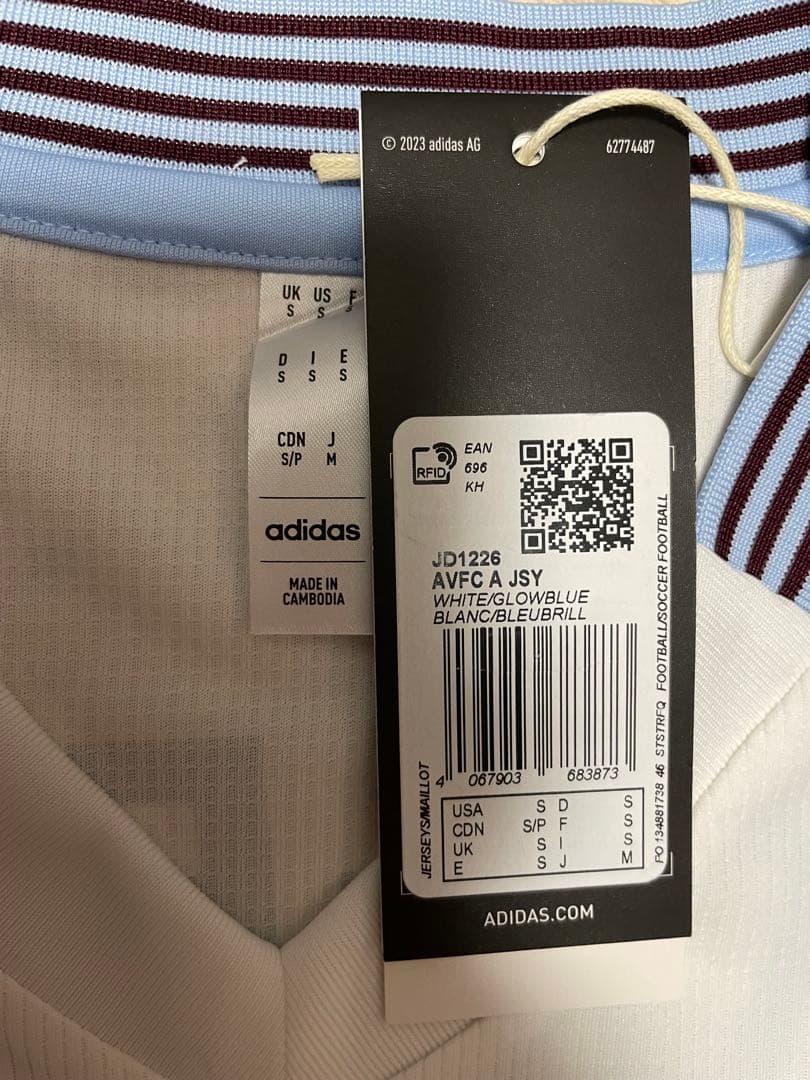 © 2023 adidas AG 62774487
UK US F
S S
D I E
S S S
CDN J
S/P M
adidas
MADE IN
CAMBODIA
RFID
EAN
696
KH
JD1226
AVFC A JSY
WHITE/GLOWBLUE
BLANC/BLEUBRILL
4 067903 683873
USA S D S
CDN S/P F S
UK S I S
E S J M
JERSEYS/MAILLOT
PO 134881738 46 STSTRFQ FOOTBALL/SOCCER FOOTBALL
ADIDAS.COM